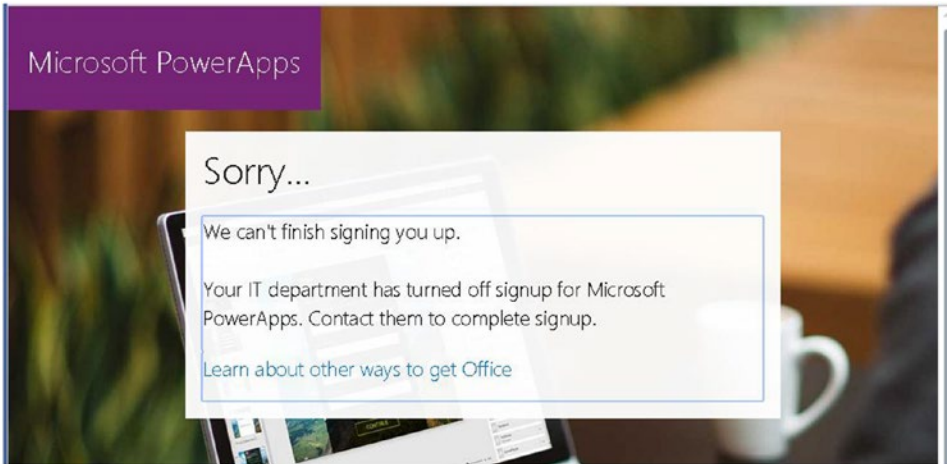 Microsoft PowerApps
Sorry...
We can't finish signing you up.
Your IT department has turned off signup for Microsoft
PowerApps. Contact them to complete signup.
Learn about other ways to get Office
CONTINUE